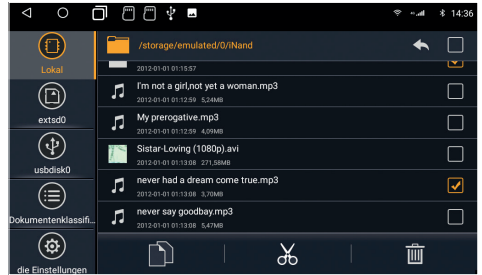 14:36
Lokal
extsd0
usbdisk0
Dokumentenklassifi...
die Einstellungen
/storage/emulated/0/iNand
2012-01-01 01:15:57
I'm not a girl,not yet a woman.mp3
2012-01-01 01:12:59 5,24MB
My prerogative.mp3
2012-01-01 01:12:59 4,09MB
Sistar-Loving (1080p).avi
2012-01-01 01:13:08 271,58MB
never had a dream come true.mp3
2012-01-01 01:13:08 3,70MB
never say goodbay.mp3
2012-01-01 01:13:08 5,47MB